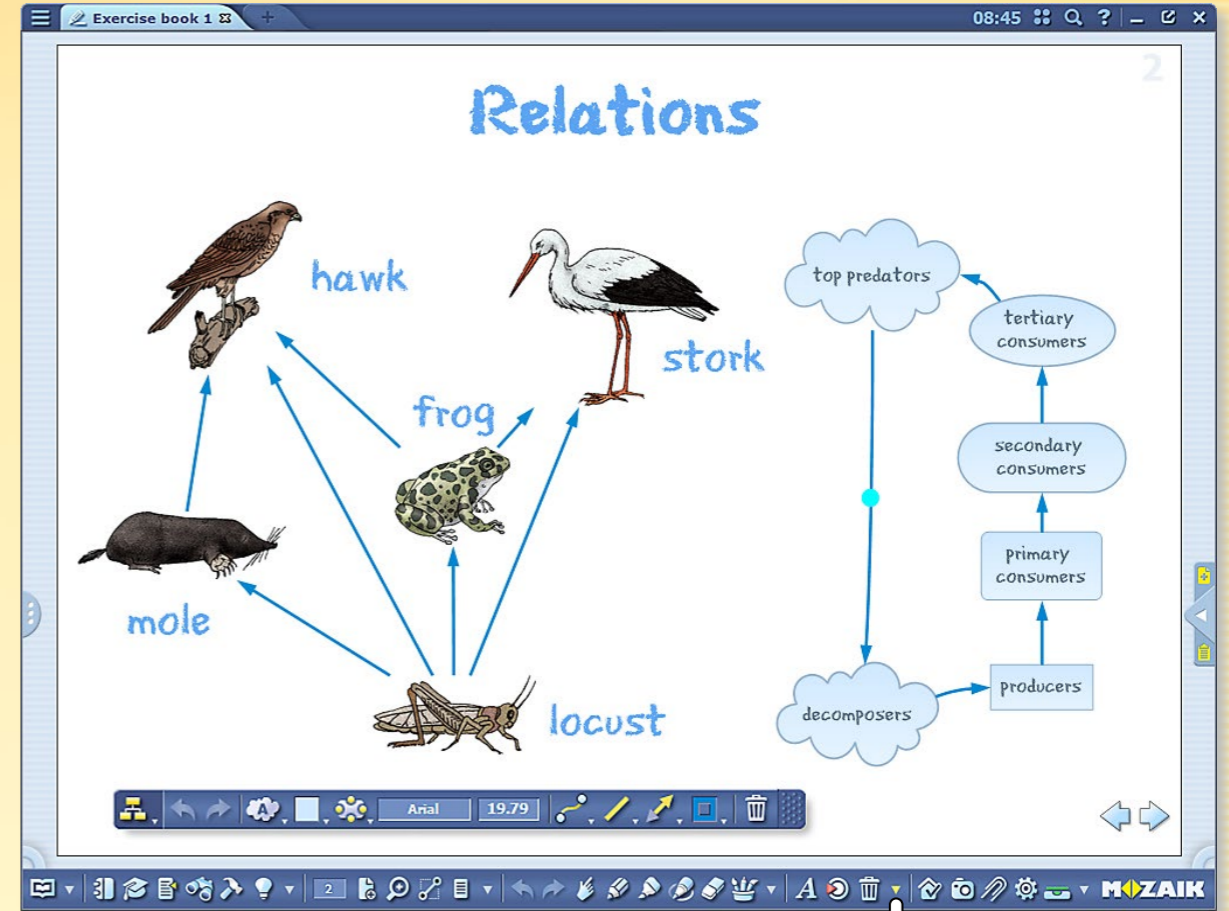 Exercise book 1
08:45
2
Relations
hawk
stork
frog
mole
locust
top predators
tertiary
consumers
secondary
consumers
primary
consumers
producers
decomposers
A
Arial
19.79
2
A
MOZAIK